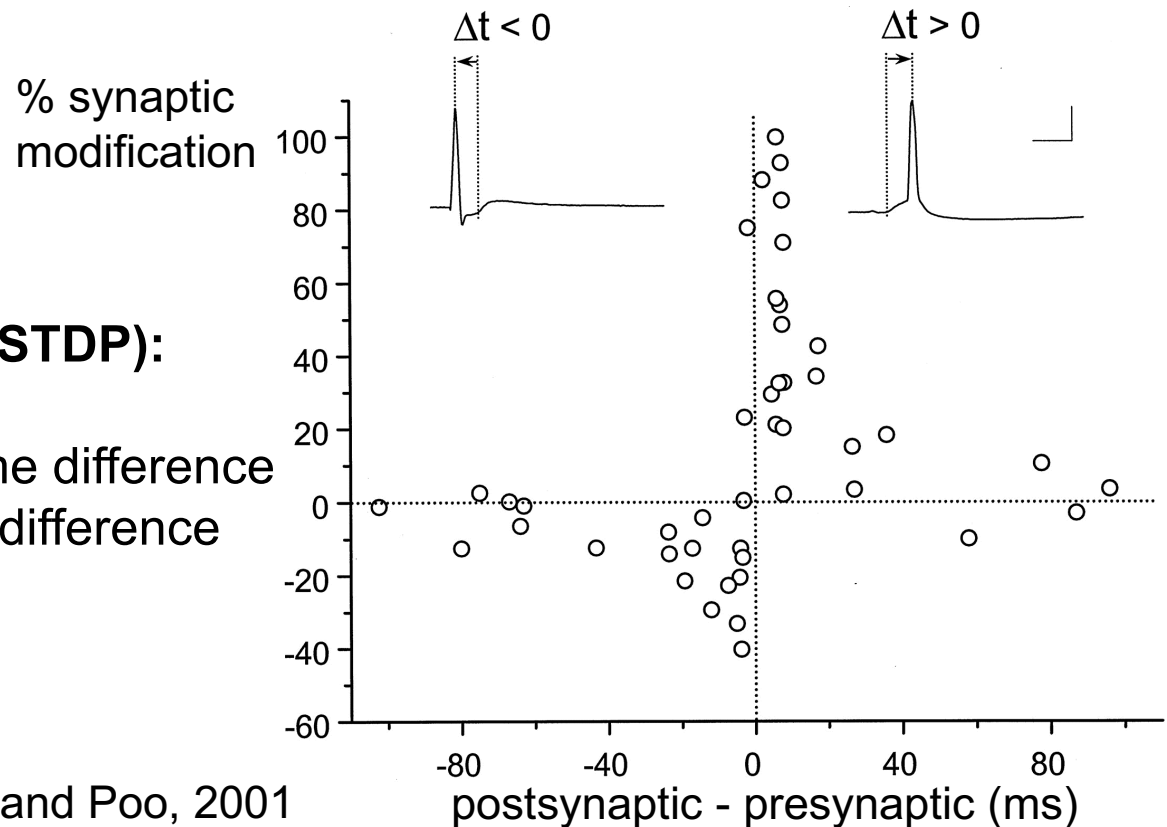 Δt < 0
Δt > 0
% synaptic
modification
100
80
60
40
20
0
-20
-40
-60
STDP):
ne difference
difference
-80
-40
0
40
80
and Poo, 2001
postsynaptic - presynaptic (ms)